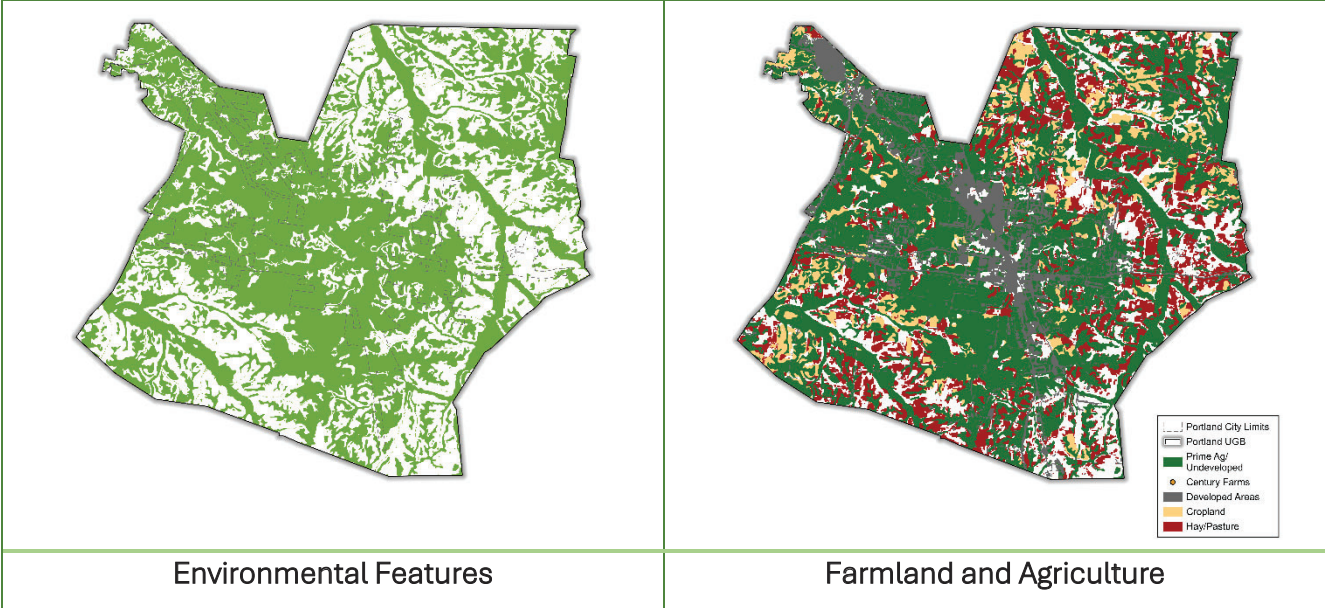 Portland City Limits
Portland UGB
Prime Ag/
Undeveloped
Century Farms
Developed Areas
Cropland
Hay/Pasture
Environmental Features
Farmland and Agriculture